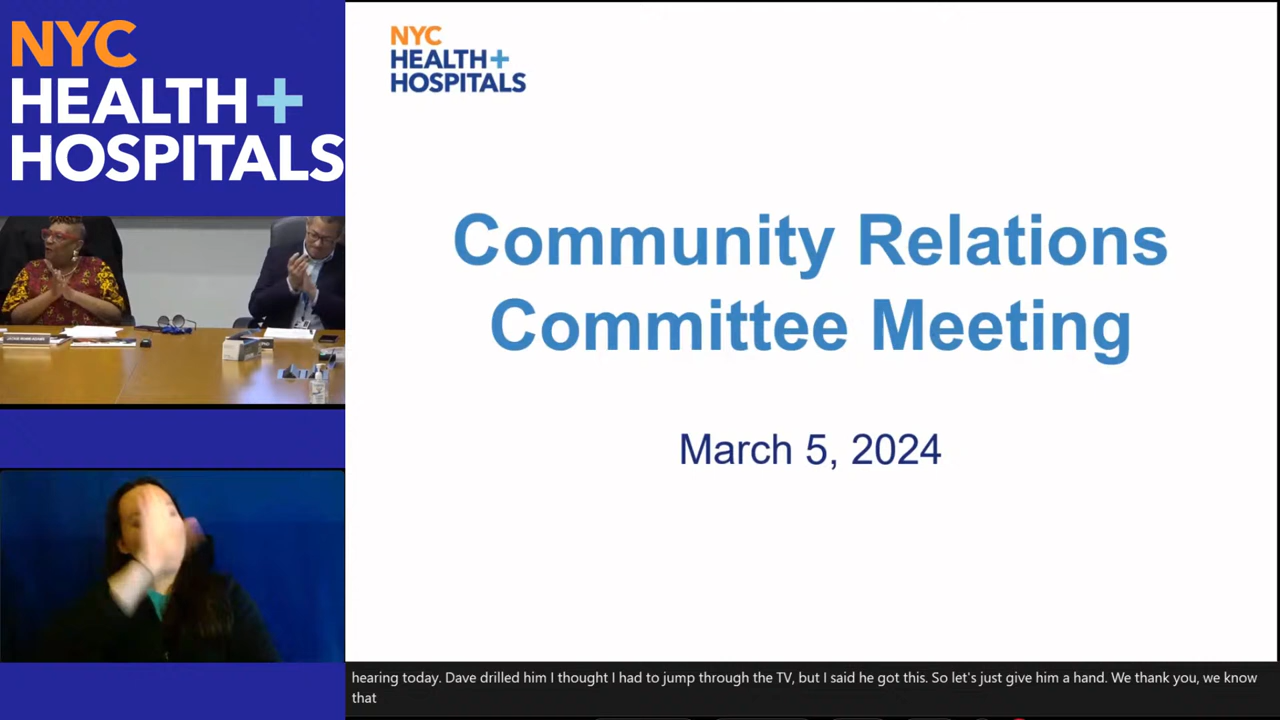 NYC
HEALTH+
HOSPITALS
NYC
HEALTH+
HOSPITALS
Community Relations
Committee Meeting
March 5, 2024
hearing today. Dave drilled him I thought I had to jump through the TV, but I said he got this. So let's just give him a hand. We thank you, we know
that